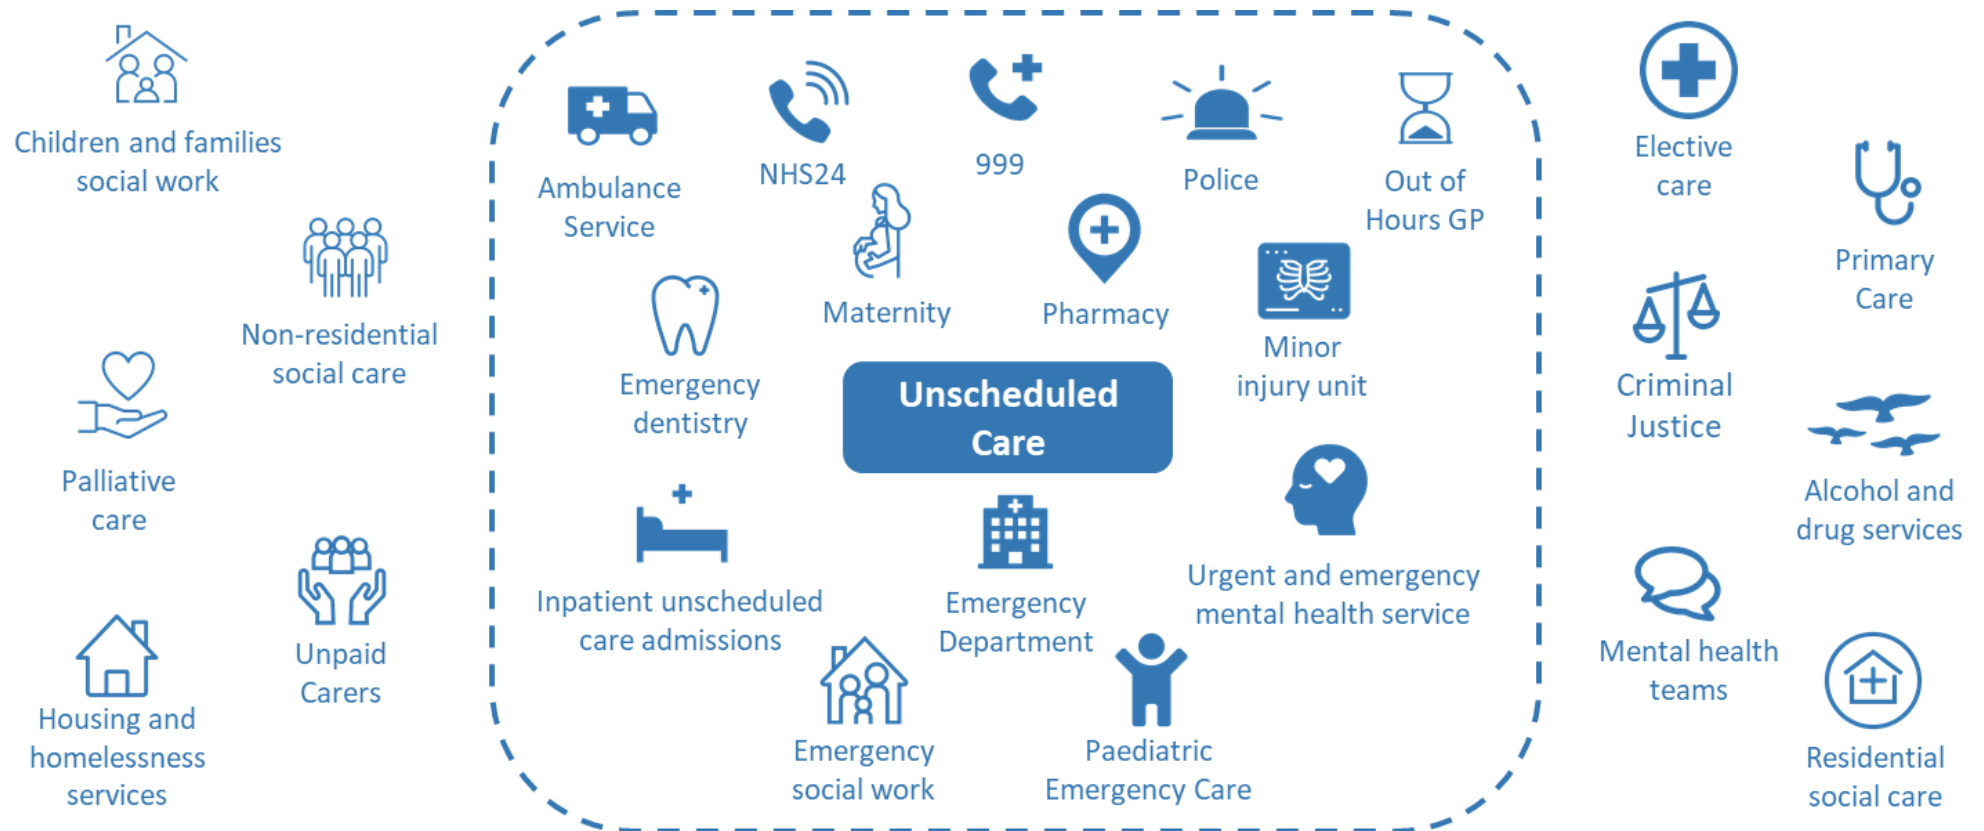 Children and families
social work
Non-residential
social care
Palliative
care
Unpaid
Carers
Housing and
homelessness
services
Ambulance
Service
NHS24
999
Police
Out of
Hours GP
Maternity
Pharmacy
Minor
injury unit
Emergency
dentistry
Unscheduled
Care
Inpatient unscheduled
care admissions
Emergency
Department
Urgent and emergency
mental health service
Emergency
social work
Paediatric
Emergency Care
Elective
care
Primary
Care
Criminal
Justice
Alcohol and
drug services
Mental health
teams
Residential
social care